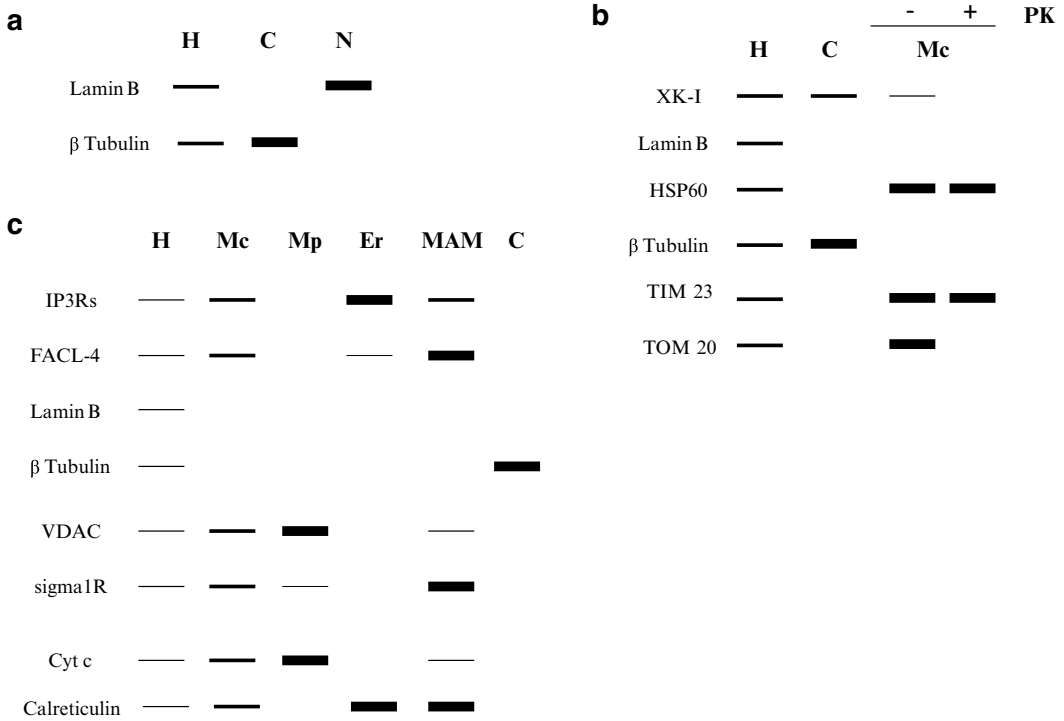 a
H C N
Lamin B
β Tubulin
b
- + PK
H C Mc
XK-I
Lamin B
HSP60
β Tubulin
TIM 23
TOM 20
c
H Mc Mp Er MAM C
IP3Rs
FACL-4
Lamin B
β Tubulin
VDAC
sigma1R
Cyt c
Calreticulin